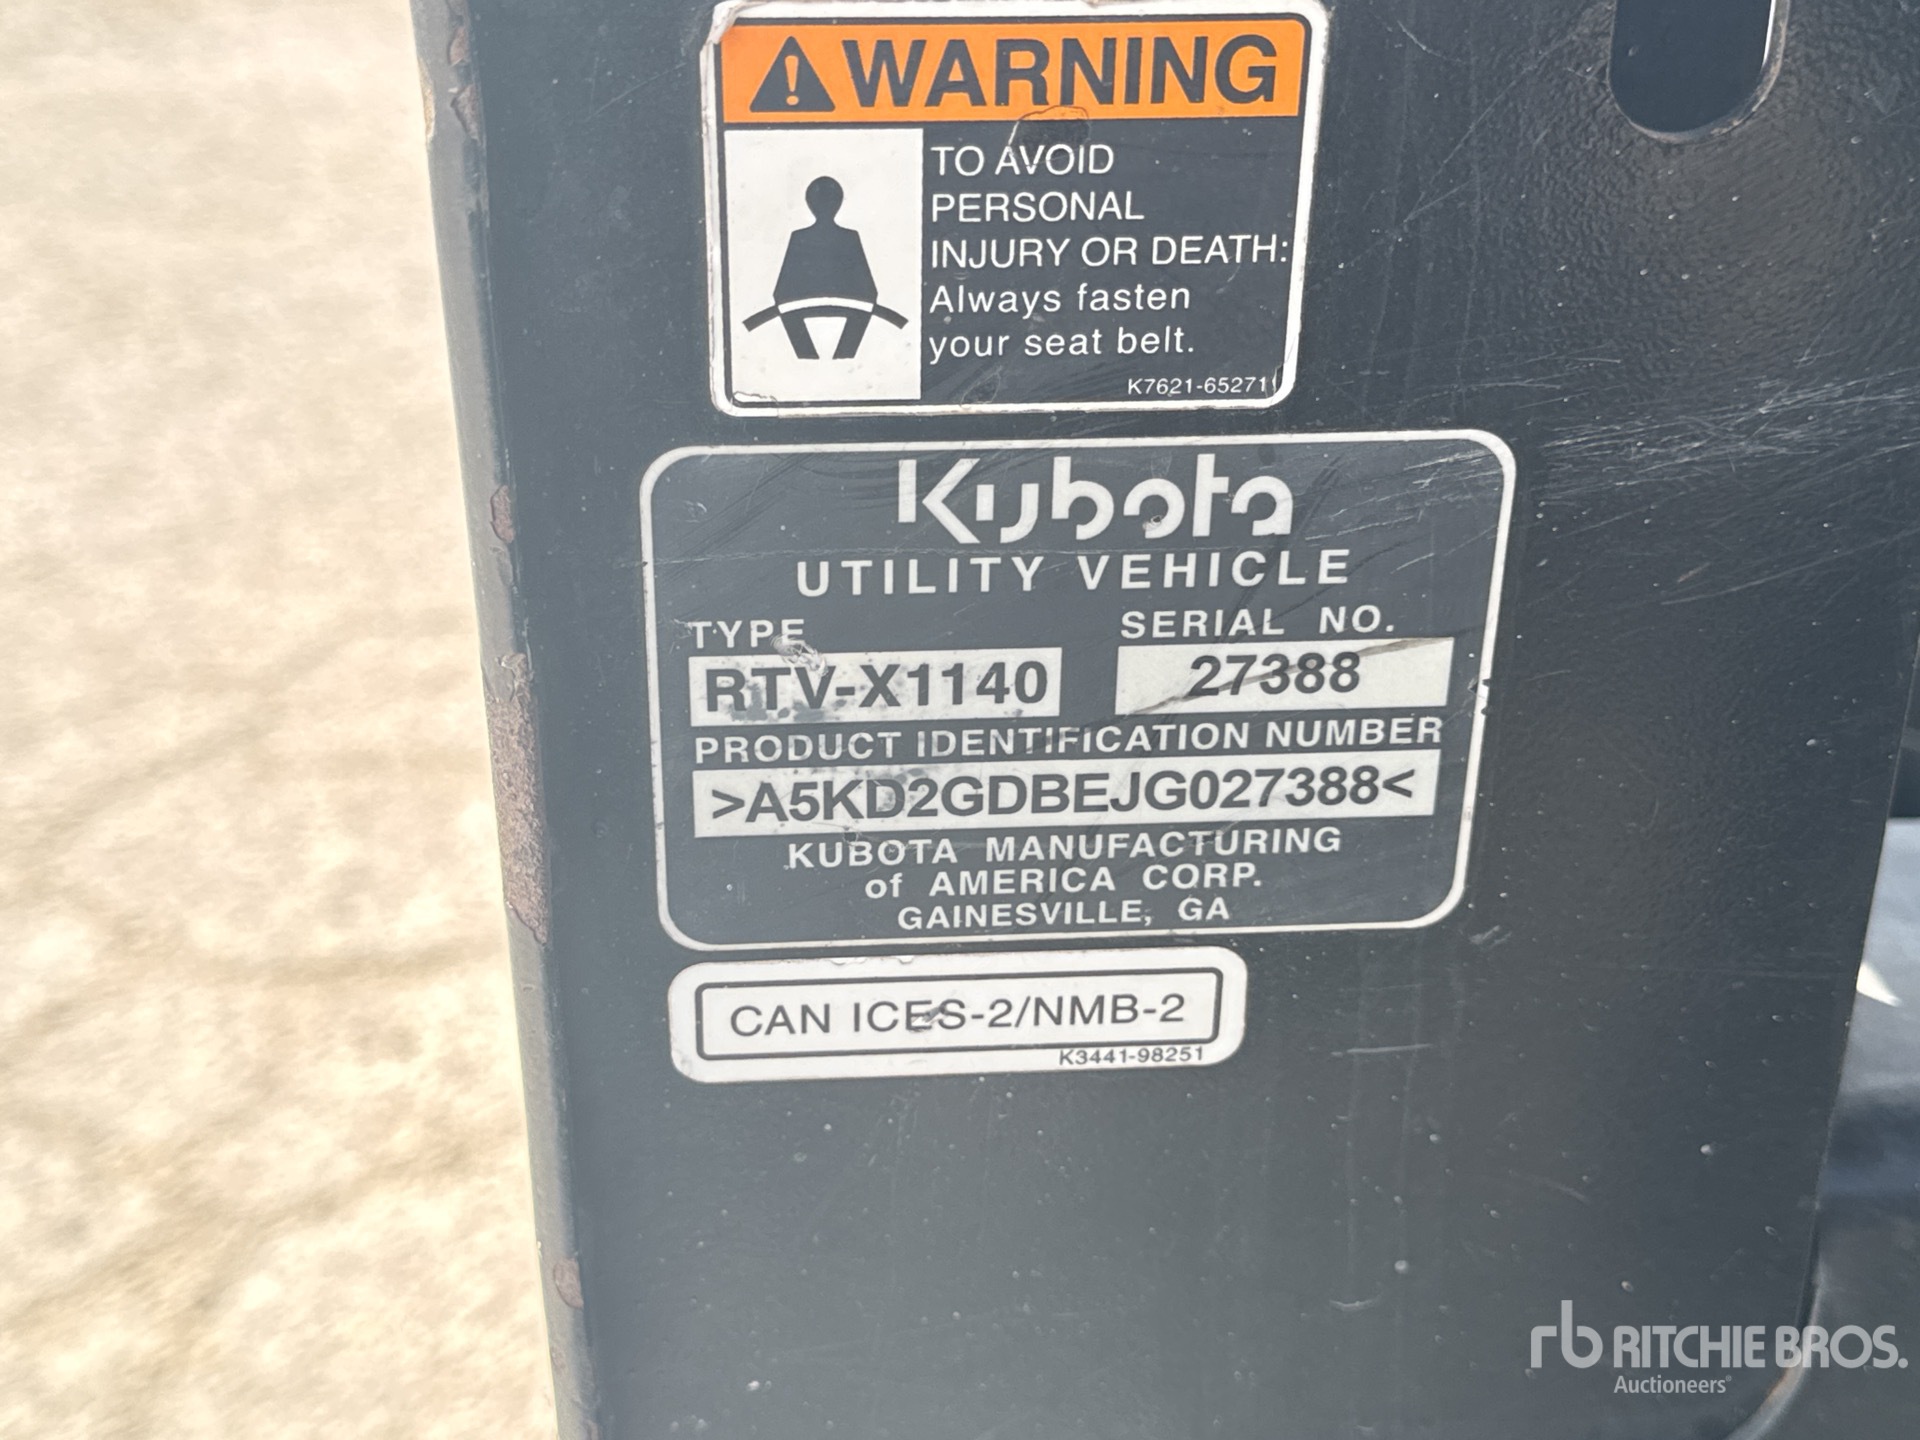 WARNING
TO AVOID
PERSONAL
INJURY OR DEATH:
Always fasten
your seat belt.
K7621-65271
Kubota
UTILITY VEHICLE
TYPE SERIAL NO.
RTV-X1140 27388
PRODUCT IDENTIFICATION NUMBER
>A5KD2GDBEJG027388<
KUBOTA MANUFACTURING
of AMERICA CORP.
GAINESVILLE, GA
CAN ICES-2/NMB-2
K3441-98251
rb RITCHIE BROS.
Auctioneers